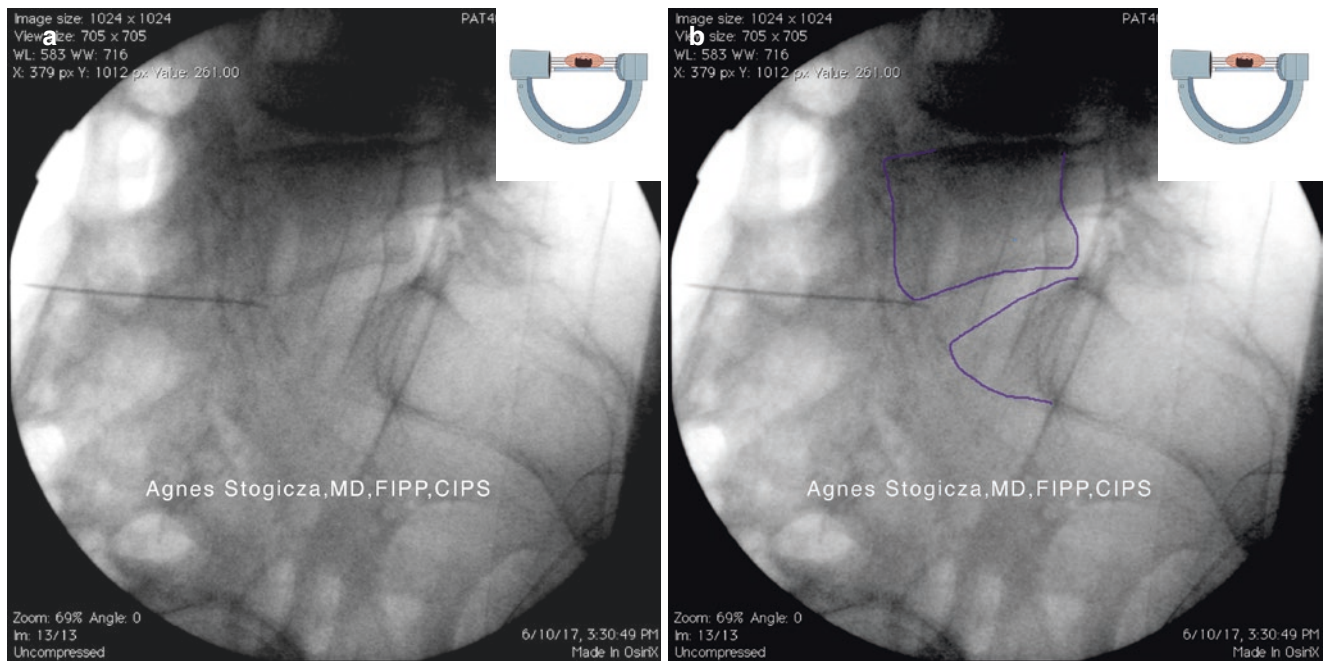 Image size: 1024 x 1024
View size: 705 x 705
WL: 583 WW: 716
X: 379 px Y: 1012 px Value: 261.00
a
PAT4
Agnes Stogicza,MD,FIPP,CIPS
Zoom: 69% Angle: 0
Im: 13/13
Uncompressed
6/10/17, 3:30:49 PM
Made In OsiriX
Image size: 1024 x 1024
size: 705 x 705
WL: 583 WW: 716
X: 379 px Y: 1012 px Value: 261.00
b
PAT4
Agnes Stogicza,MD,FIPP,CIPS
Zoom: 69% Angle: 0
Im: 13/13
Uncompressed
6/10/17, 3:30:49 PM
Made In OsiriX